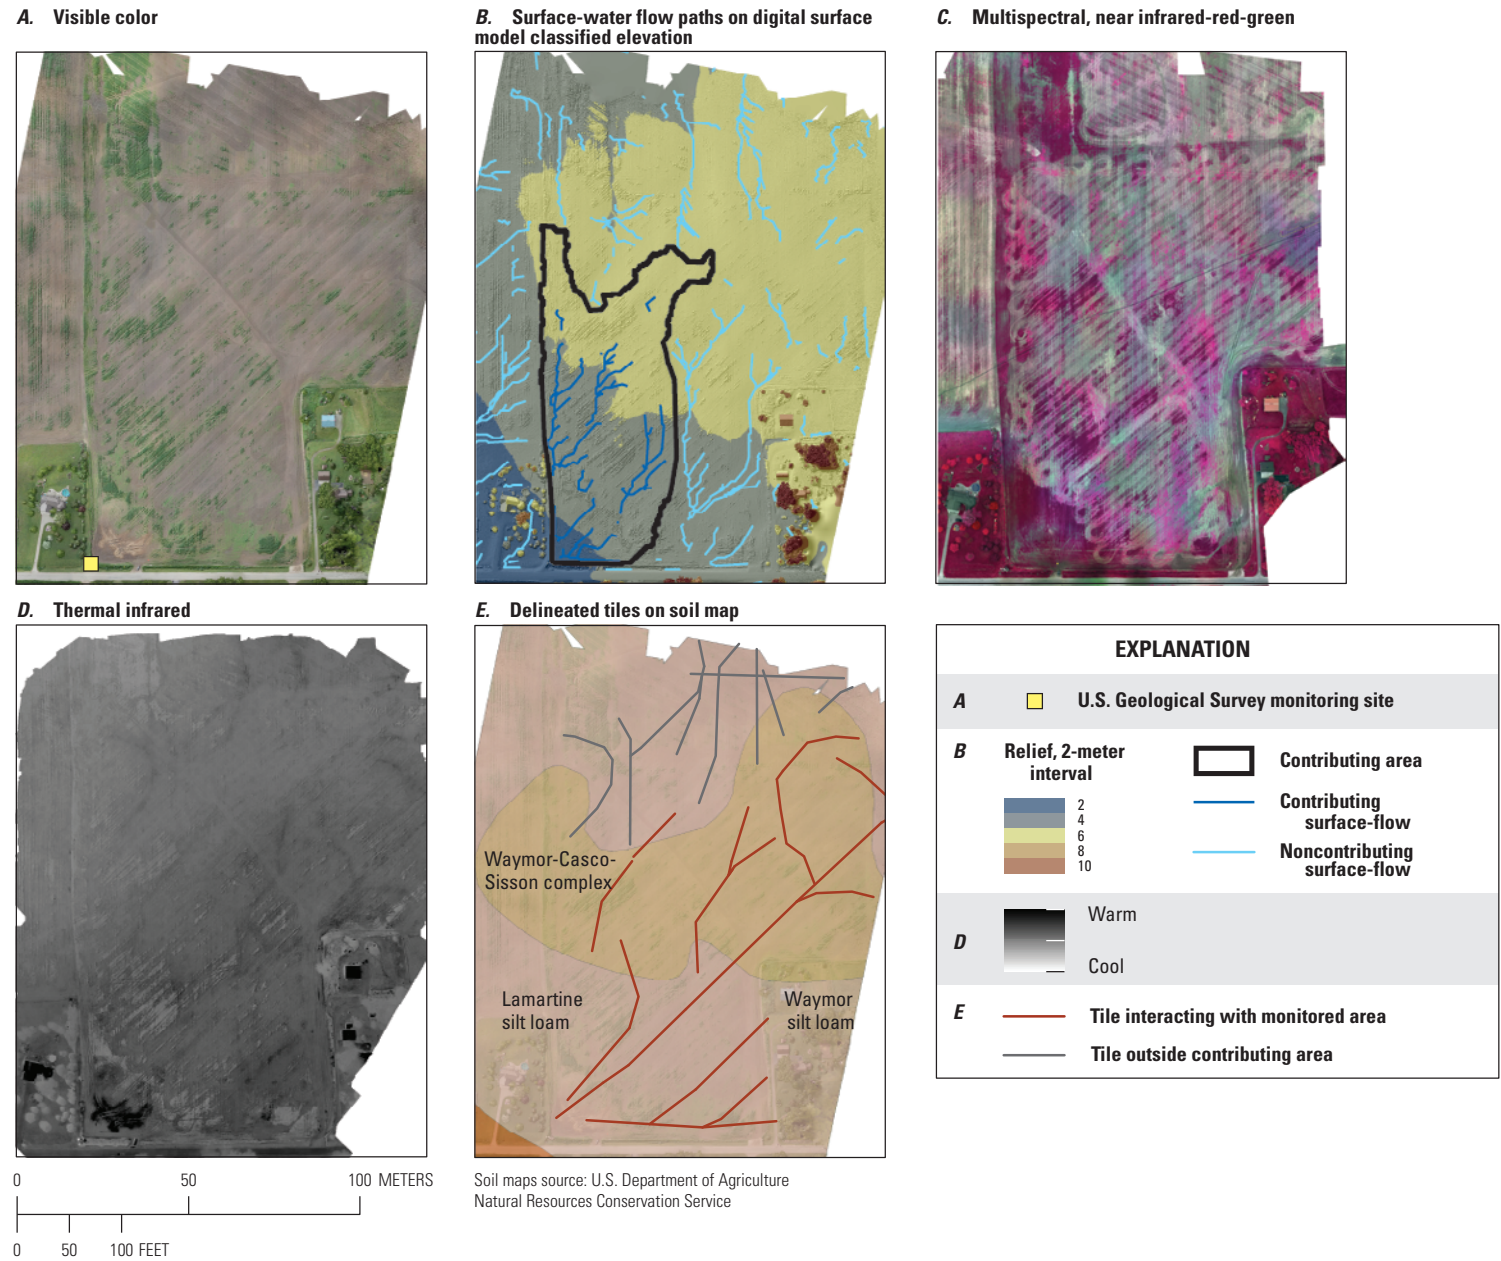 A. Visible color
B. Surface-water flow paths on digital surface
model classified elevation
C. Multispectral, near infrared-red-green
D. Thermal infrared
E. Delineated tiles on soil map
Waymor-Casco-
Sisson complex
Lamartine
silt loam
Waymor
silt loam
0 50 100 METERS
0 50 100 FEET
Soil maps source: U.S. Department of Agriculture
Natural Resources Conservation Service
EXPLANATION
A U.S. Geological Survey monitoring site
B Relief, 2-meter
interval
2
4
6
8
10
Contributing area
Contributing
surface-flow
Noncontributing
surface-flow
D
Warm
Cool
E Tile interacting with monitored area
Tile outside contributing area